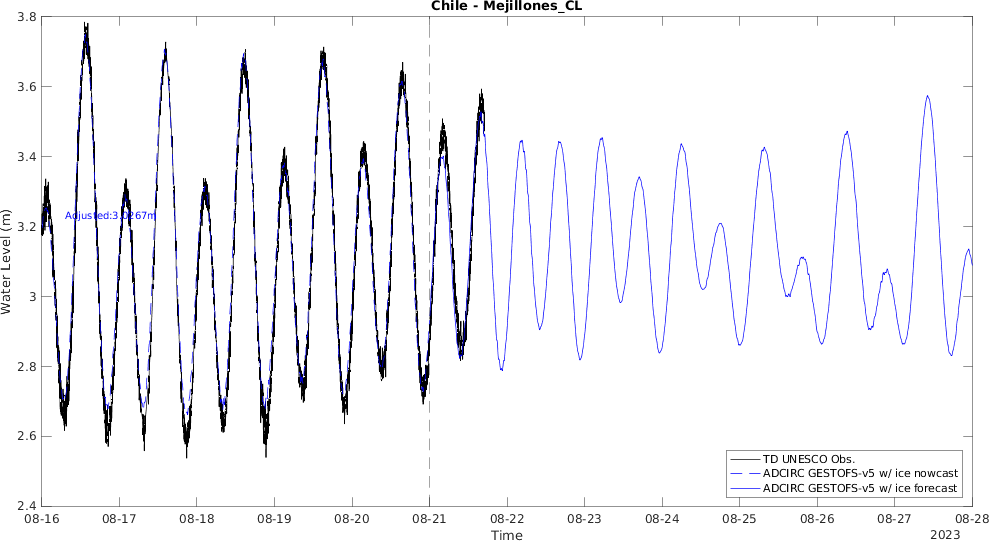 Chile - Mejillones_CL
3.8
3.6
3.4
3.2
3
2.8
2.6
2.4
Water Level (m)
Adjusted:3.0267m
TD UNESCO Obs.
ADCIRC GESTOFS-v5 w/ ice nowcast
ADCIRC GESTOFS-v5 w/ ice forecast
08-16 08-17 08-18 08-19 08-20 08-21 08-22 08-23 08-24 08-25 08-26 08-27 08-28
Time
2023